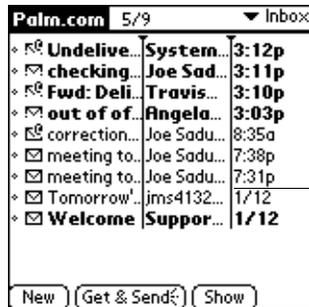 Palm.com 5/9 Inbox
Undelive... System... 3:12p
checking... Joe Sad... 3:11p
Fwd: Deli... Travis... 3:10p
out of of... Angela... 3:03p
correction... Joe Sadu... 8:35a
meeting to... Joe Sadu... 7:38p
meeting to... Joe Sadu... 7:31p
Tomorrow'... jms4132... 1/12
Welcome Suppor... 1/12
New Get & Send Show